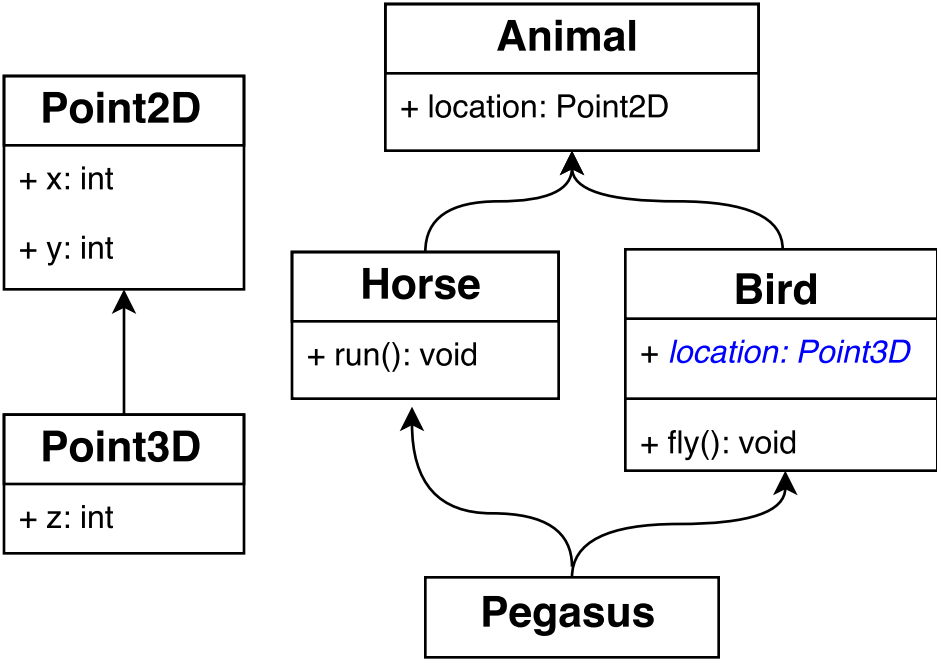 Point2D
+ x: int
+ y: int
Point3D
+ z: int
Animal
+ location: Point2D
Horse
+ run(): void
Bird
+ location: Point3D
+ fly(): void
Pegasus